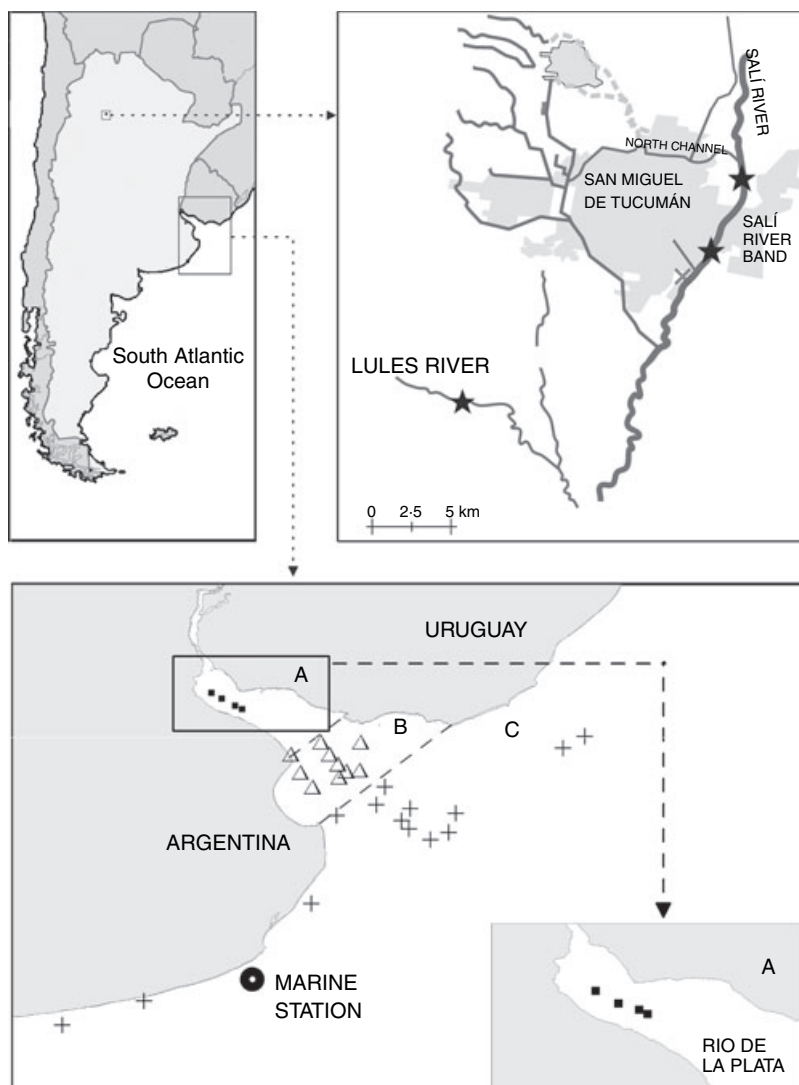 South Atlantic
Ocean
SALÍ RIVER
NORTH CHANNEL
SAN MIGUEL
DE TUCUMÁN
SALÍ
RIVER
BAND
LULES RIVER
0 2·5 5 km
URUGUAY
A
B
C
ARGENTINA
MARINE
STATION
A
RIO DE
LA PLATA